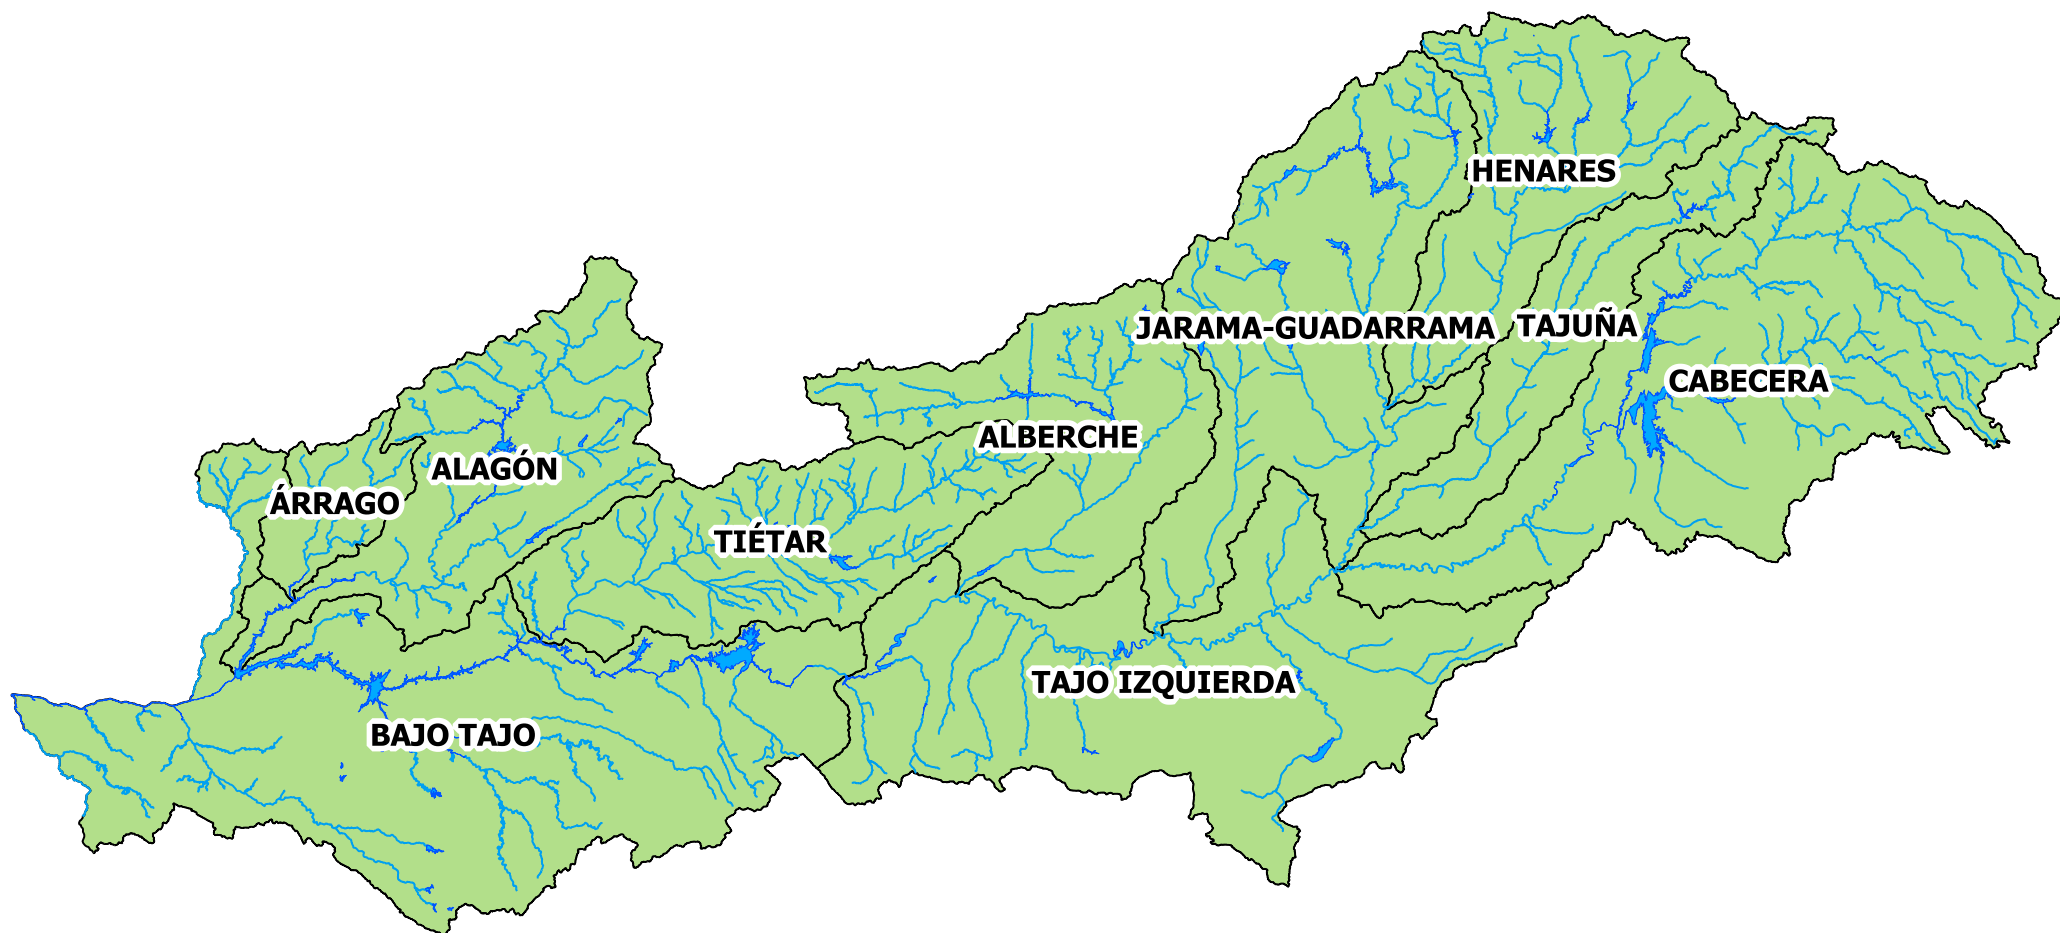 HENARES
JARAMA-GUADARRAMA
TAJUÑA
CABECERA
ALBERCHE
ALAGÓN
ÁRRAGO
TIÉTAR
TAJO IZQUIERDA
BAJO TAJO